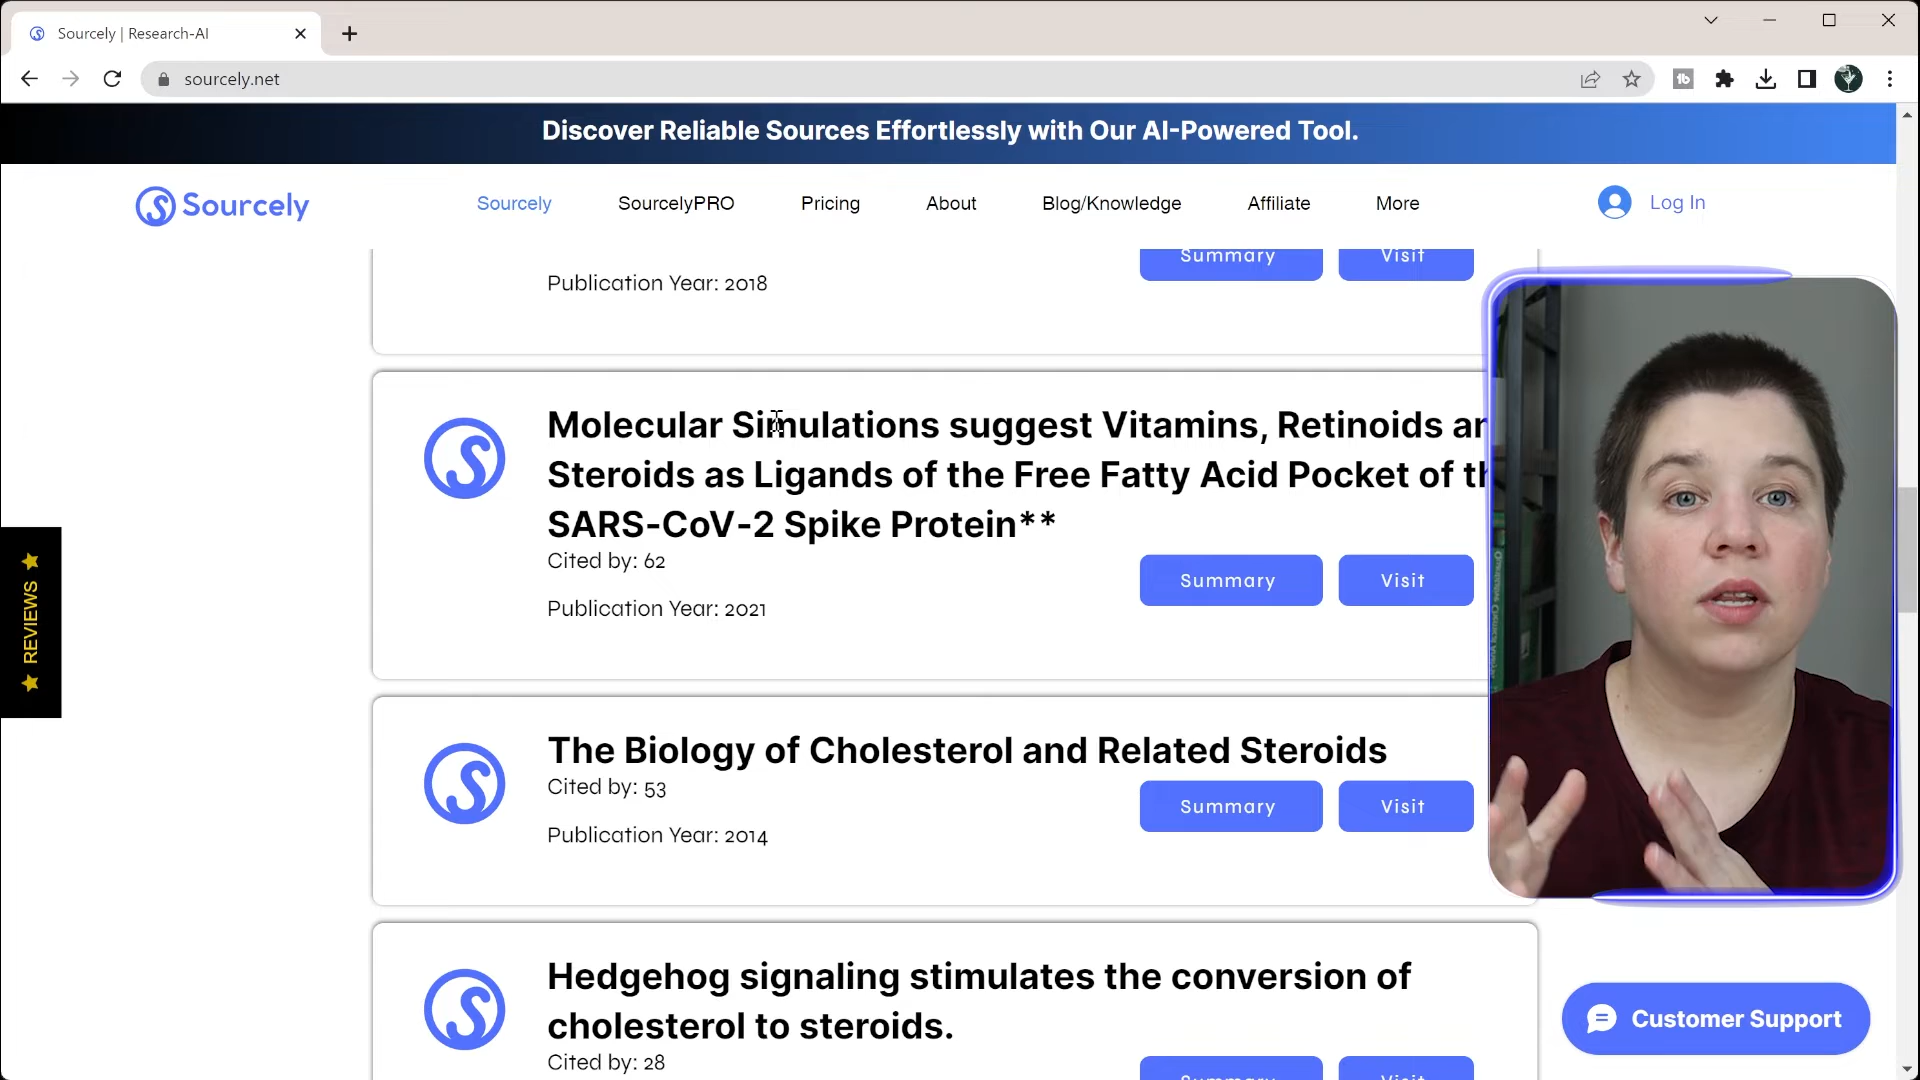 Sourcely | Research-AI
sourcely.net
Discover Reliable Sources Effortlessly with Our AI-Powered Tool.
Sourcely
Sourcely
SourcelyPRO
Pricing
About
Blog/Knowledge
Affiliate
More
Log In
Summary
Visit
Publication Year: 2018
Molecular Simulations suggest Vitamins, Retinoids
Steroids as Ligands of the Free Fatty Acid Pocket of
SARS-CoV-2 Spike Protein**
Cited by: 62
Summary
Visit
Publication Year: 2021
REVIEWS
The Biology of Cholesterol and Related Steroids
Cited by: 53
Summary
Visit
Publication Year: 2014
Hedgehog signaling stimulates the conversion of
cholesterol to steroids.
Cited by: 28
Customer Support